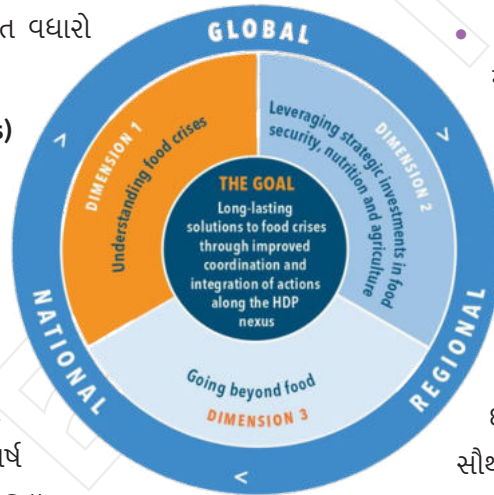 ત વધારો
s)
GLOBAL
DIMENSION 1
Understanding food crises
Leveraging strategic investments in food
security, nutrition and agriculture
DIMENSION 2
THE GOAL
Long-lasting
solutions to food crises
through improved
coordination and
integration of actions
along the HDP
nexus
NATIONAL
REGIONAL
Going beyond food
DIMENSION 3
ર્ષ
સૌથ